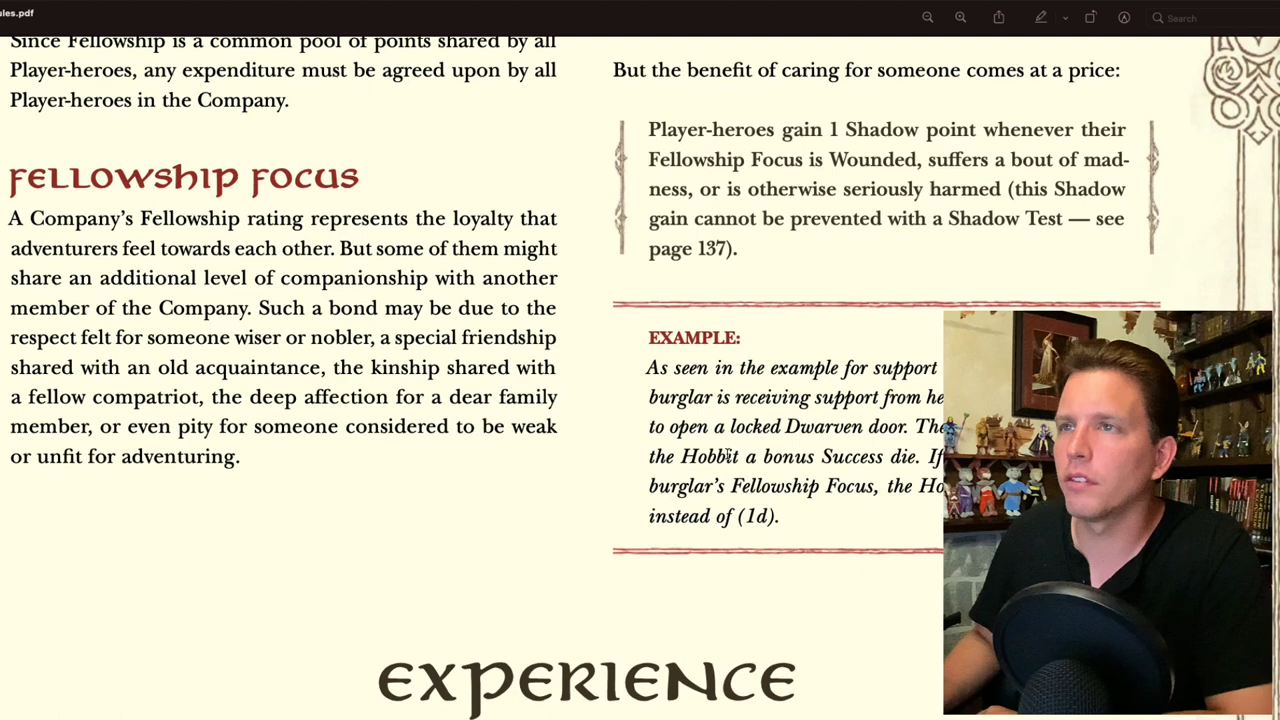 ules.pdf
Search
Since Fellowship is a common pool of points shared by all
Player-heroes, any expenditure must be agreed upon by all
Player-heroes in the Company.
FELLOWSHIP FOCUS
A Company's Fellowship rating represents the loyalty that
adventurers feel towards each other. But some of them might
share an additional level of companionship with another
member of the Company. Such a bond may be due to the
respect felt for someone wiser or nobler, a special friendship
shared with an old acquaintance, the kinship shared with
a fellow compatriot, the deep affection for a dear family
member, or even pity for someone considered to be weak
or unfit for adventuring.
But the benefit of caring for someone comes at a price:
Player-heroes gain 1 Shadow point whenever their
Fellowship Focus is Wounded, suffers a bout of mad-
ness, or is otherwise seriously harmed (this Shadow
gain cannot be prevented with a Shadow Test — see
page 137).
EXAMPLE:
As seen in the example for support
burglar is receiving support from he
to open a locked Dwarven door. The
the Hobbit a bonus Success die. If
burglar's Fellowship Focus, the Ho
instead of (1d).
EXPERIENCE